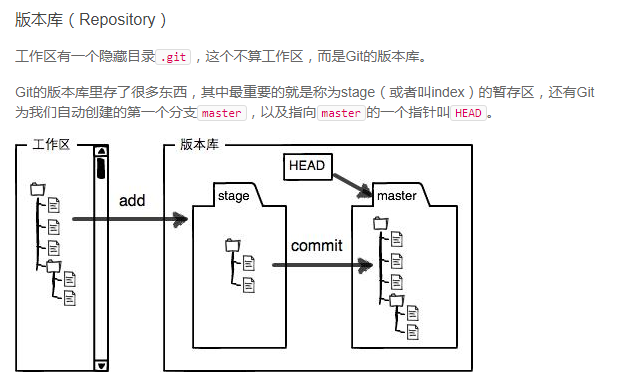 版本库（Repository）
工作区有一个隐藏目录.git，这个不算工作区，而是Git的版本库。
Git的版本库里存了很多东西，其中最重要的就是称为stage（或者叫index）的暂存区，还有Git
为我们自动创建的第一个分支master，以及指向master的一个指针叫HEAD。
工作区
版本库
HEAD
add
stage
master
commit